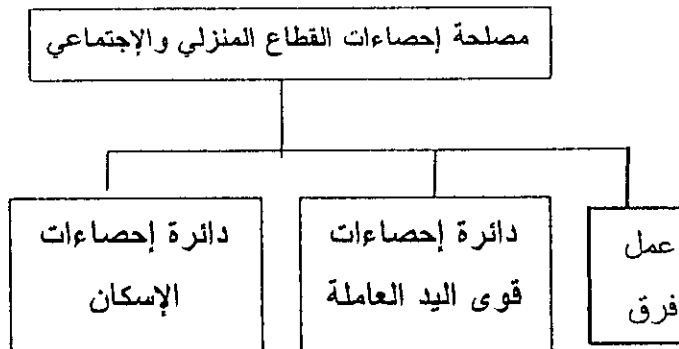 مصلحة إحصاءات القطاع المنزلي والإجتماعي
عمل
فرق
دائرة إحصاءات
قوى اليد العاملة
دائرة إحصاءات
الإسكان